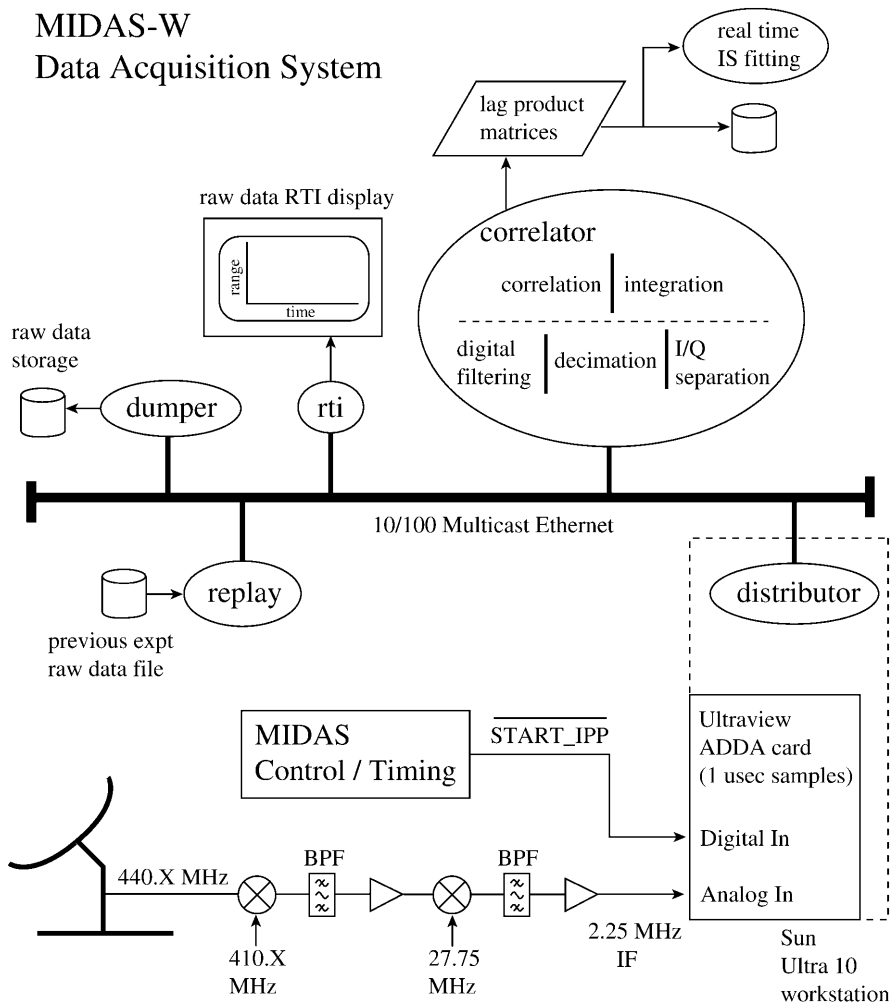 MIDAS-W
Data Acquisition System
real time
IS fitting
lag product
matrices
raw data RTI display
range
time
correlator
correlation
integration
digital
filtering
decimation
I/Q
separation
raw data
storage
dumper
rti
10/100 Multicast Ethernet
replay
previous expt
raw data file
distributor
MIDAS
Control / Timing
START_IPP
Ultraview
ADDA card
(1 usec samples)
Digital In
Analog In
440.X MHz
BPF
BPF
410.X
MHz
27.75
MHz
2.25 MHz
IF
Sun
Ultra 10
workstation